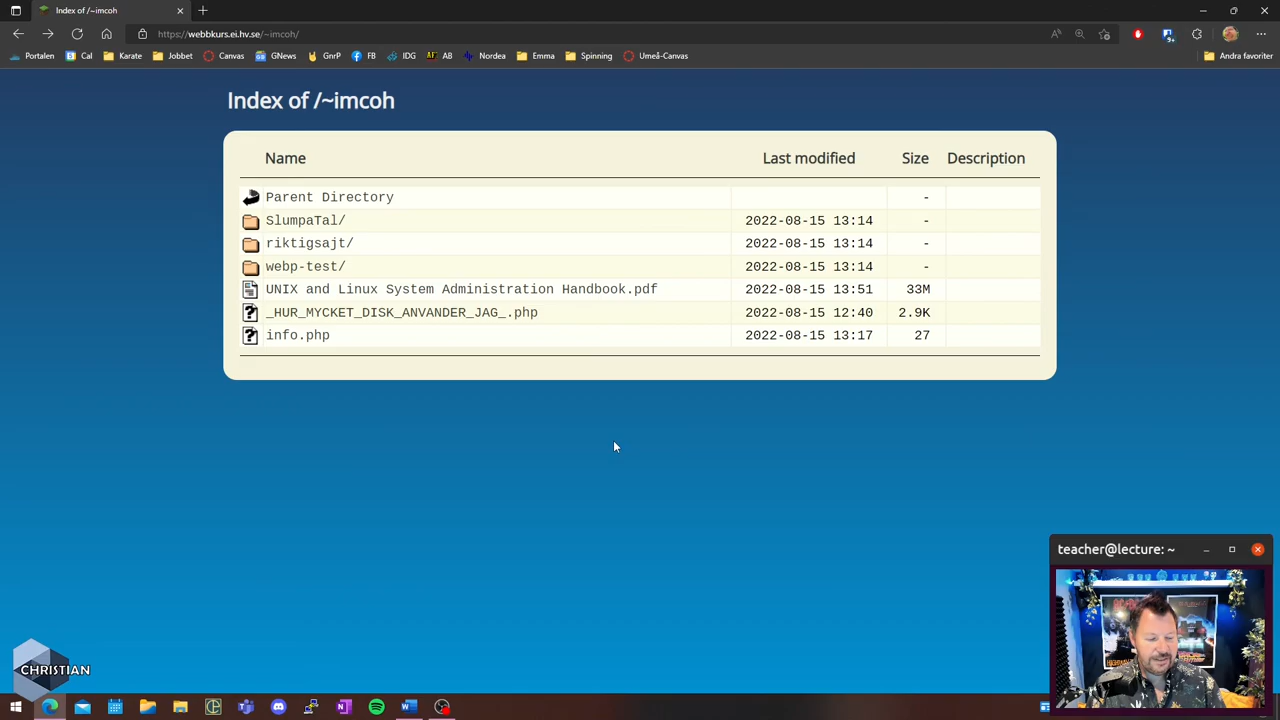 Index of /~imcoh
https://webbkurs.ei.hv.se/~imcoh/
Portalen Cal Karate Jobbet Canvas GNews GnrP FB IDG AB Nordea Emma Spinning Umeå-Canvas Andra favoriter
Index of /~imcoh
Name Last modified Size Description
Parent Directory -
SlumpaTal/ 2022-08-15 13:14 -
riktigsajt/ 2022-08-15 13:14 -
webp-test/ 2022-08-15 13:14 -
UNIX and Linux System Administration Handbook.pdf 2022-08-15 13:51 33M
_HUR_MYCKET_DISK_ANVANDER_JAG_.php 2022-08-15 12:40 2.9K
info.php 2022-08-15 13:17 27
teacher@lecture: ~
CHRISTIAN